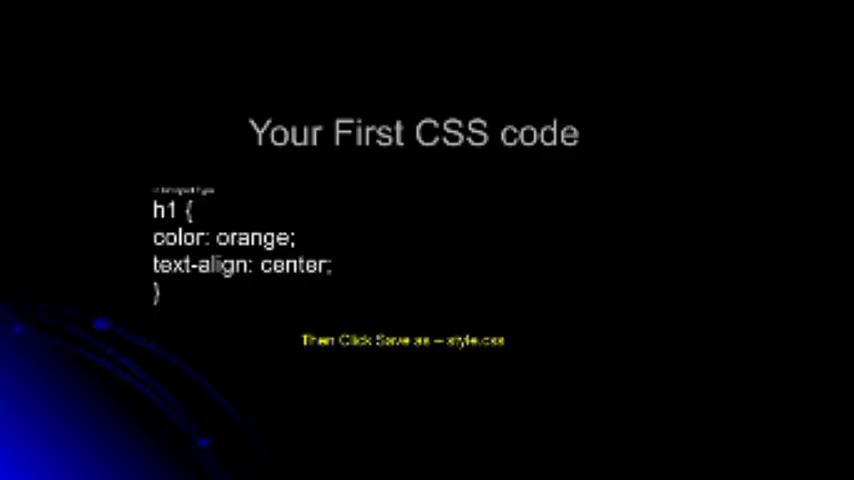 Your First CSS code
h1 {
color: orange;
text-align: center;
}
Then Click Save as – style.css